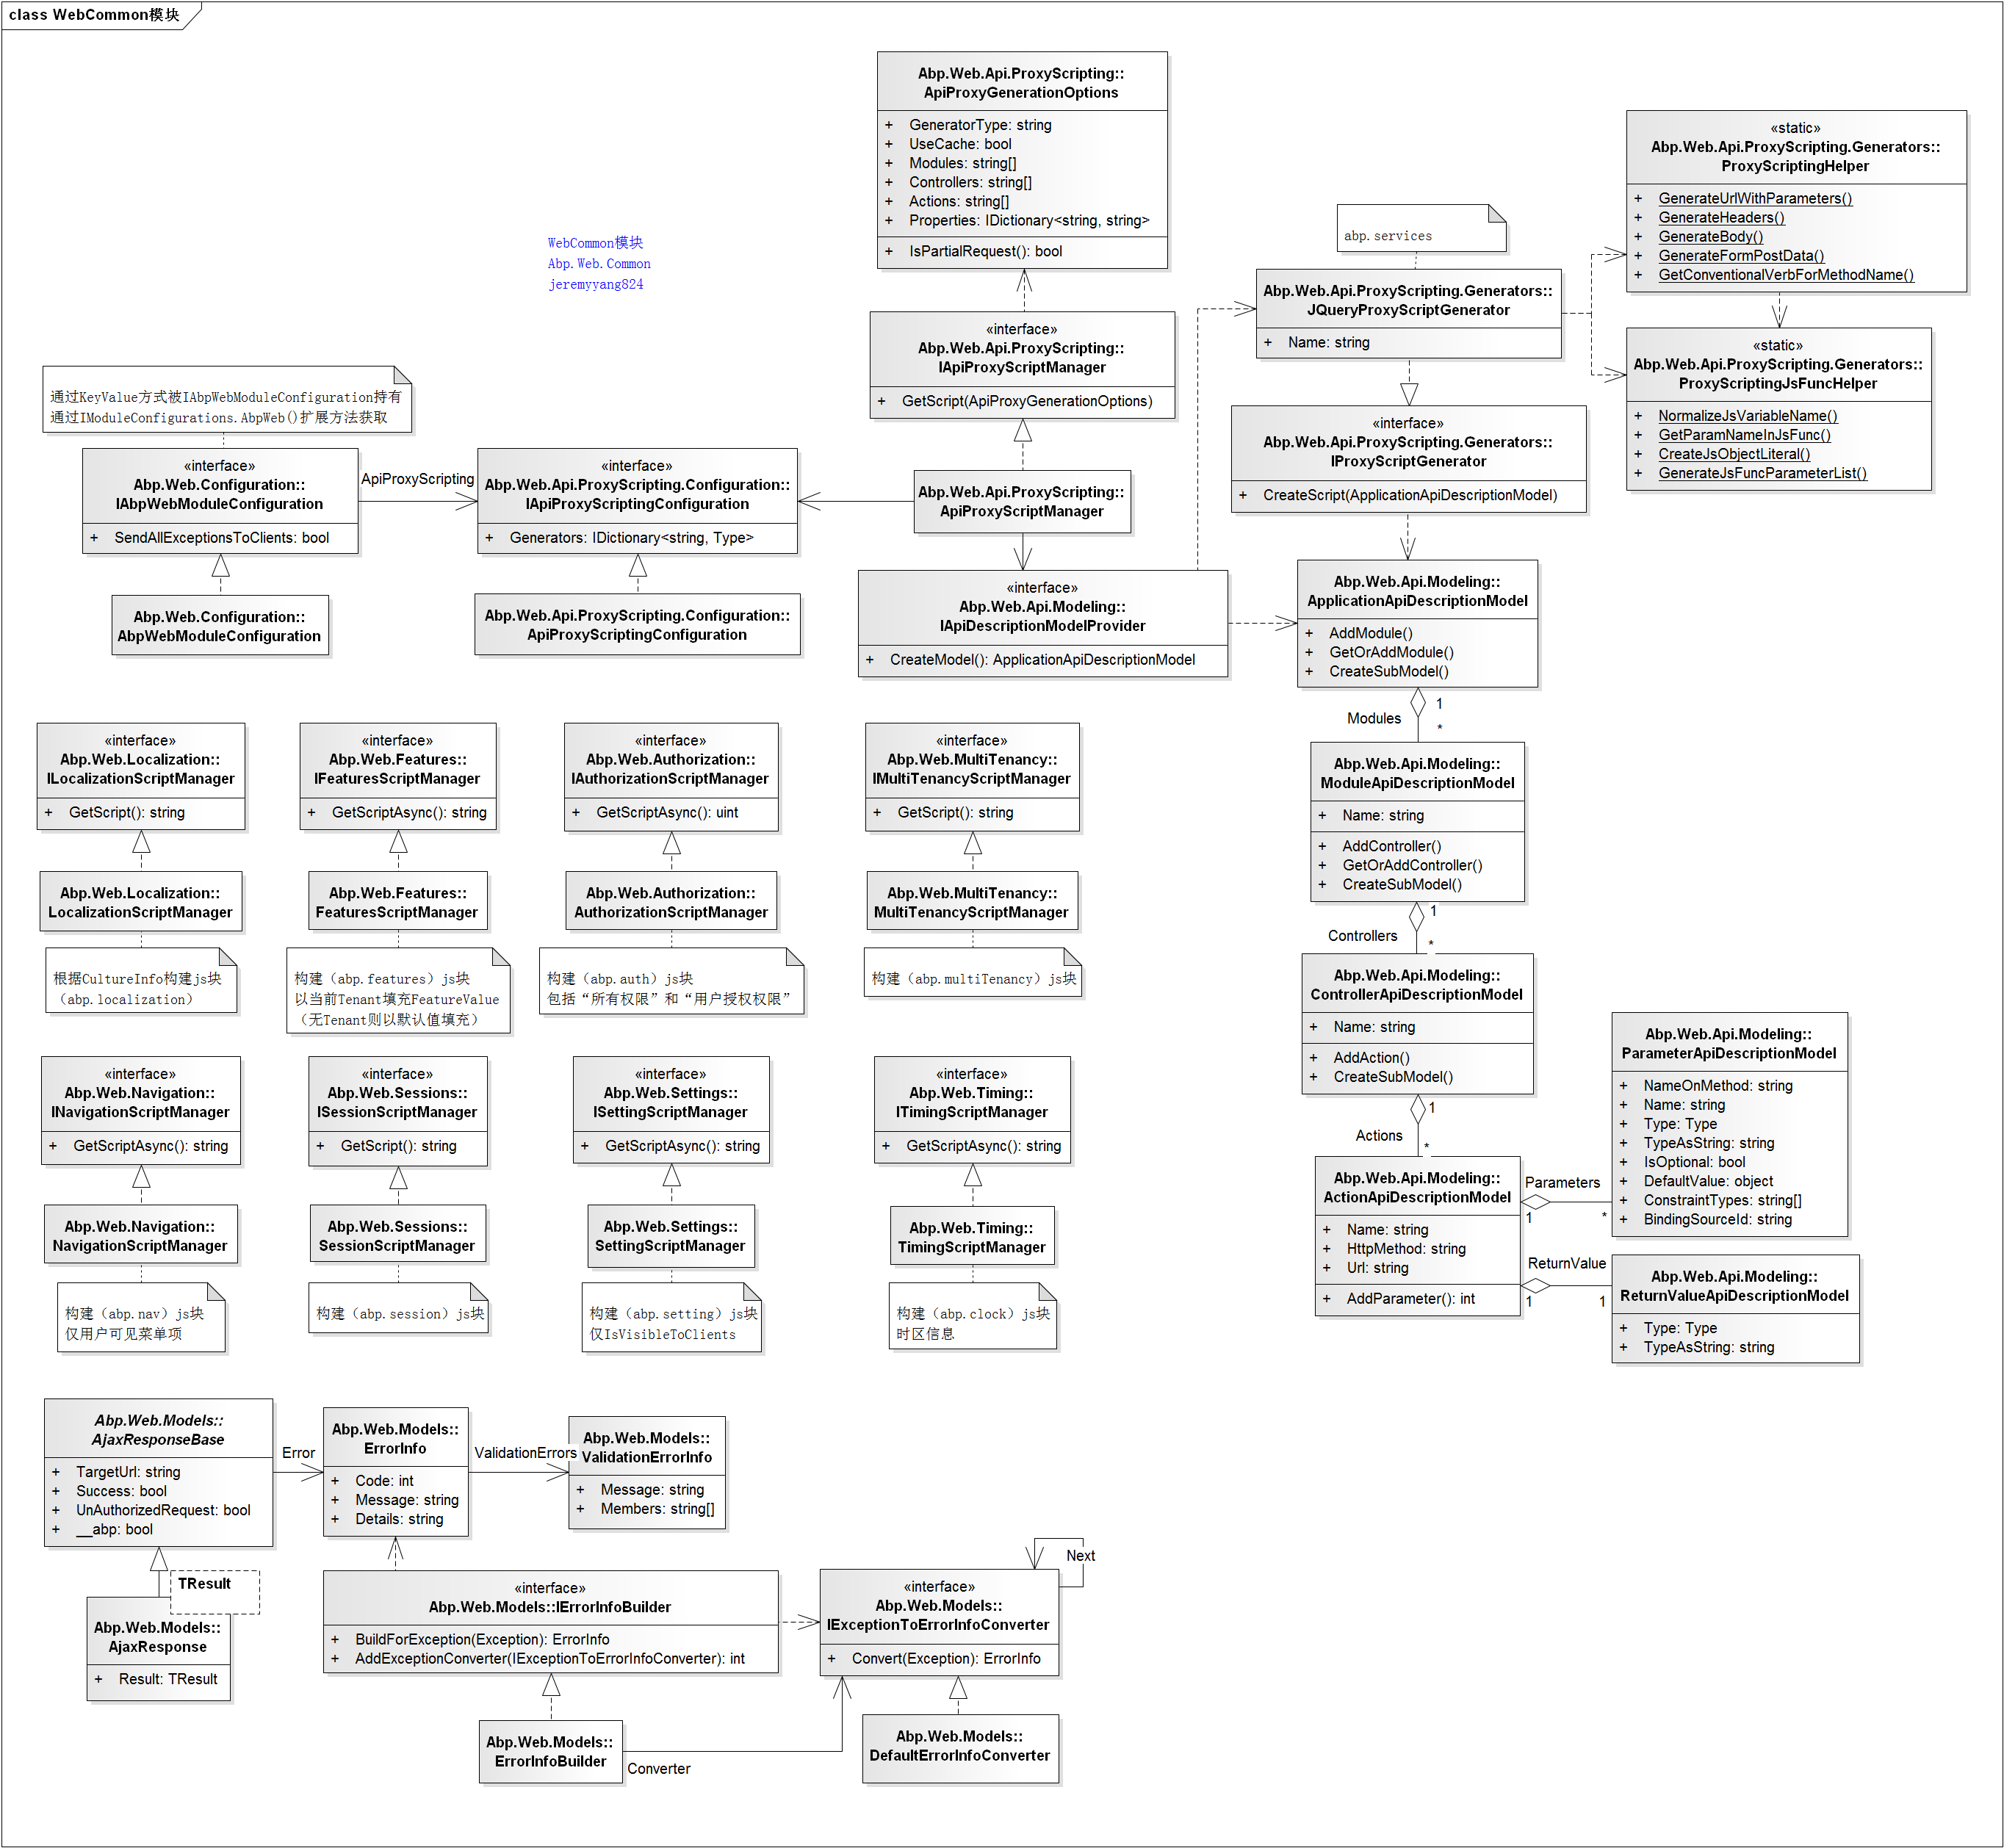 class WebCommon模块
WebCommon模块
Abp.Web.Common
jeremyyang824
Abp.Web.Api.ProxyScripting::
ApiProxyGenerationOptions
+ GeneratorType: string
+ UseCache: bool
+ Modules: string[]
+ Controllers: string[]
+ Actions: string[]
+ Properties: IDictionary<string, string>
+ IsPartialRequest(): bool
«interface»
Abp.Web.Api.ProxyScripting::
IApiProxyScriptManager
+ GetScript(ApiProxyGenerationOptions)
abp.services
Abp.Web.Api.ProxyScripting.Generators::
JQueryProxyScriptGenerator
+ Name: string
«static»
Abp.Web.Api.ProxyScripting.Generators::
ProxyScriptingHelper
+ GenerateUrlWithParameters()
+ GenerateHeaders()
+ GenerateBody()
+ GenerateFormPostData()
+ GetConventionalVerbForMethodName()
«static»
Abp.Web.Api.ProxyScripting.Generators::
ProxyScriptingJsFuncHelper
+ NormalizeJsVariableName()
+ GetParamNameInJsFunc()
+ CreateJsObjectLiteral()
+ GenerateJsFuncParameterList()
通过KeyValue方式被IAbpWebModuleConfiguration持有
通过IModuleConfigurations.AbpWeb()扩展方法获取
«interface»
Abp.Web.Configuration::
IAbpWebModuleConfiguration
+ SendAllExceptionsToClients: bool
ApiProxyScripting
«interface»
Abp.Web.Api.ProxyScripting.Configuration::
IApiProxyScriptingConfiguration
+ Generators: IDictionary<string, Type>
Abp.Web.Api.ProxyScripting::
ApiProxyScriptManager
«interface»
Abp.Web.Api.ProxyScripting.Generators::
IProxyScriptGenerator
+ CreateScript(ApplicationApiDescriptionModel)
Abp.Web.Configuration::
AbpWebModuleConfiguration
Abp.Web.Api.ProxyScripting.Configuration::
ApiProxyScriptingConfiguration
«interface»
Abp.Web.Api.Modeling::
IApiDescriptionModelProvider
+ CreateModel(): ApplicationApiDescriptionModel
Abp.Web.Api.Modeling::
ApplicationApiDescriptionModel
+ AddModule()
+ GetOrAddModule()
+ CreateSubModel()
1
Modules
*
Abp.Web.Api.Modeling::
ModuleApiDescriptionModel
+ Name: string
+ AddController()
+ GetOrAddController()
+ CreateSubModel()
1
Controllers
*
Abp.Web.Api.Modeling::
ControllerApiDescriptionModel
+ Name: string
+ AddAction()
+ CreateSubModel()
1
Actions
*
Abp.Web.Api.Modeling::
ActionApiDescriptionModel
+ Name: string
+ HttpMethod: string
+ Url: string
+ AddParameter(): int
Parameters
1
*
Abp.Web.Api.Modeling::
ParameterApiDescriptionModel
+ NameOnMethod: string
+ Name: string
+ Type: Type
+ TypeAsString: string
+ IsOptional: bool
+ DefaultValue: object
+ ConstraintTypes: string[]
+ BindingSourceId: string
ReturnValue
1
1
Abp.Web.Api.Modeling::
ReturnValueApiDescriptionModel
+ Type: Type
+ TypeAsString: string
«interface»
Abp.Web.Localization::
ILocalizationScriptManager
+ GetScript(): string
«interface»
Abp.Web.Features::
IFeaturesScriptManager
+ GetScriptAsync(): string
«interface»
Abp.Web.Authorization::
IAuthorizationScriptManager
+ GetScriptAsync(): uint
«interface»
Abp.Web.MultiTenancy::
IMultiTenancyScriptManager
+ GetScript(): string
Abp.Web.Localization::
LocalizationScriptManager
Abp.Web.Features::
FeaturesScriptManager
Abp.Web.Authorization::
AuthorizationScriptManager
Abp.Web.MultiTenancy::
MultiTenancyScriptManager
根据CultureInfo构建js块
（abp.localization）
构建（abp.features）js块
以当前Tenant填充FeatureValue
（无Tenant则以默认值填充）
构建（abp.auth）js块
包括“所有权限”和“用户授权权限”
构建（abp.multiTenancy）js块
«interface»
Abp.Web.Navigation::
INavigationScriptManager
+ GetScriptAsync(): string
«interface»
Abp.Web.Sessions::
ISessionScriptManager
+ GetScript(): string
«interface»
Abp.Web.Settings::
ISettingScriptManager
+ GetScriptAsync(): string
«interface»
Abp.Web.Timing::
ITimingScriptManager
+ GetScriptAsync(): string
Abp.Web.Navigation::
NavigationScriptManager
Abp.Web.Sessions::
SessionScriptManager
Abp.Web.Settings::
SettingScriptManager
Abp.Web.Timing::
TimingScriptManager
构建（abp.nav）js块
仅用户可见菜单项
构建（abp.session）js块
构建（abp.setting）js块
仅IsVisibleToClients
构建（abp.clock）js块
时区信息
Abp.Web.Models::
AjaxResponseBase
+ TargetUrl: string
+ Success: bool
+ UnAuthorizedRequest: bool
+ __abp: bool
Error
Abp.Web.Models::
ErrorInfo
+ Code: int
+ Message: string
+ Details: string
ValidationErrors
Abp.Web.Models::
ValidationErrorInfo
+ Message: string
+ Members: string[]
TResult
Abp.Web.Models::
AjaxResponse
+ Result: TResult
«interface»
Abp.Web.Models::IErrorInfoBuilder
+ BuildForException(Exception): ErrorInfo
+ AddExceptionConverter(IExceptionToErrorInfoConverter): int
Next
«interface»
Abp.Web.Models::
IExceptionToErrorInfoConverter
+ Convert(Exception): ErrorInfo
Abp.Web.Models::
ErrorInfoBuilder
Converter
Abp.Web.Models::
DefaultErrorInfoConverter